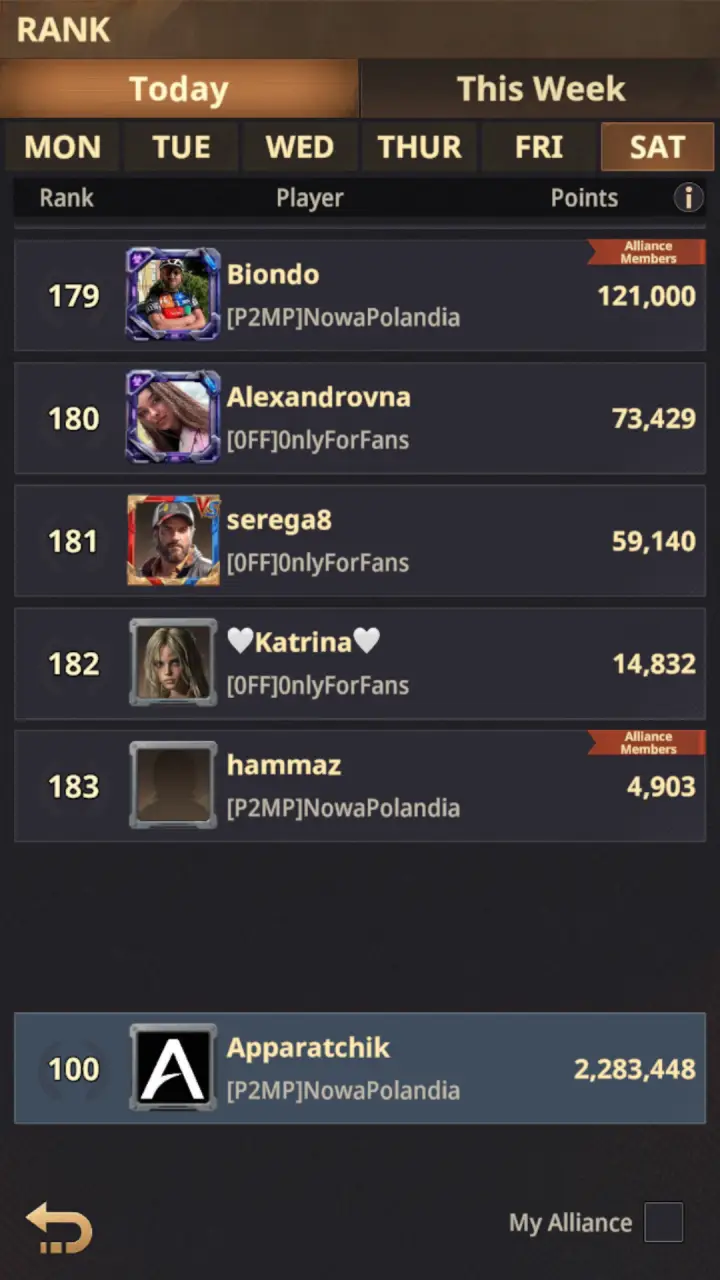 RANK
Today This Week
MON TUE WED THUR FRI SAT
Rank Player Points i
Alliance
Members
179 Biondo 121,000
[P2MP]NowaPolandia
180 Alexandrovna 73,429
[0FF]0nlyForFans
181 serega8 59,140
[0FF]0nlyForFans
182 🤍Katrina🤍 14,832
[0FF]0nlyForFans
Alliance
Members
183 hammaz 4,903
[P2MP]NowaPolandia
100 Apparatchik 2,283,448
[P2MP]NowaPolandia
My Alliance